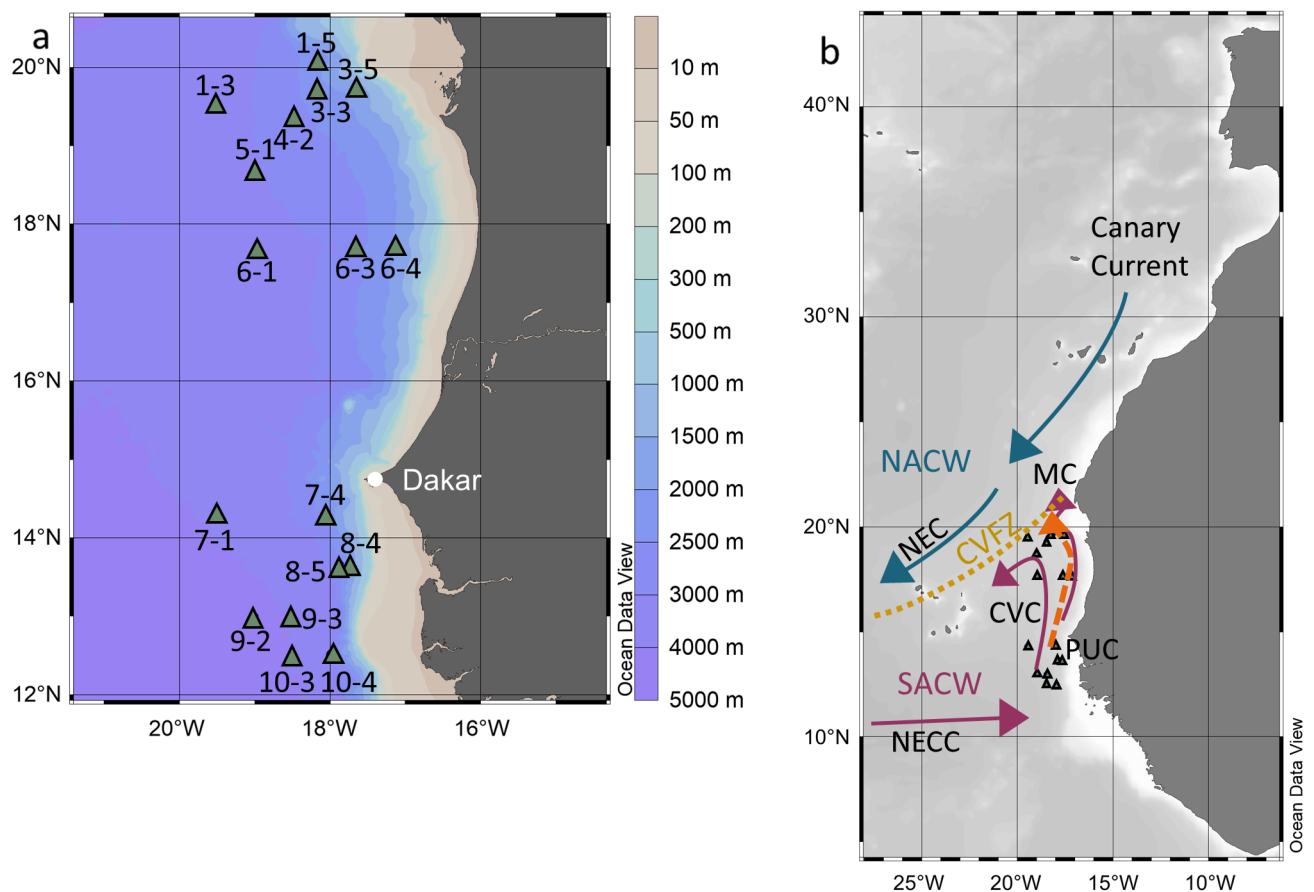 a
20°N
18°N
16°N
14°N
12°N
20°W
18°W
16°W
1-5
3-5
1-3
3-3
4-2
5-1
6-1
6-3
6-4
Dakar
7-4
7-1
8-4
8-5
9-3
9-2
10-3
10-4
Ocean Data View
10 m
50 m
100 m
200 m
300 m
500 m
1000 m
1500 m
2000 m
2500 m
3000 m
4000 m
5000 m
b
40°N
30°N
20°N
10°N
25°W
20°W
15°W
10°W
Canary
Current
NACW
MC
NEC
CVFZ
CVC
PUC
SACW
NECC
Ocean Data View